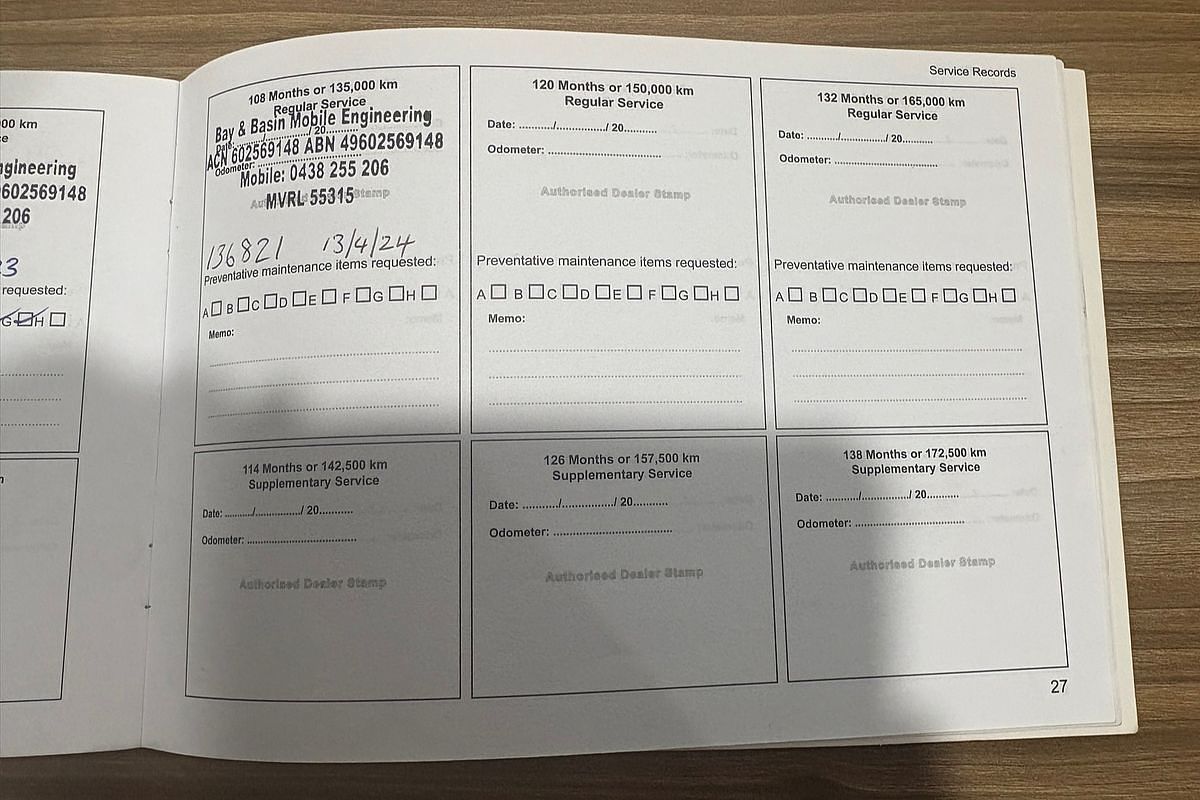 Service Records
00 km
e
ngineering
9602569148
206
3
requested:
G H
108 Months or 135,000 km
Regular Service
Bay & Basin Mobile Engineering
Date: ........../............../ 20..........
ACN 602569148 ABN 49602569148
Odometer:
Mobile: 0438 255 206
Authorised Dealer Stamp
MVRL 55315
136821 13/4/24
Preventative maintenance items requested:
A B C D E F G H
Memo:
120 Months or 150,000 km
Regular Service
Date: ........../.............../ 20..........
Odometer: ...................................
Authorised Dealer Stamp
Preventative maintenance items requested:
A B C D E F G H
Memo:
132 Months or 165,000 km
Regular Service
Date: ........../............../ 20..........
Odometer: ...................................
Authorised Dealer Stamp
Preventative maintenance items requested:
A B C D E F G H
Memo:
114 Months or 142,500 km
Supplementary Service
Date: ........../.............../ 20...........
Odometer: ...................................
Authorised Dealer Stamp
126 Months or 157,500 km
Supplementary Service
Date: ........../.............../ 20...........
Odometer: ...................................
Authorised Dealer Stamp
138 Months or 172,500 km
Supplementary Service
Date: ........../.............../ 20..........
Odometer: ...................................
Authorised Dealer Stamp
27